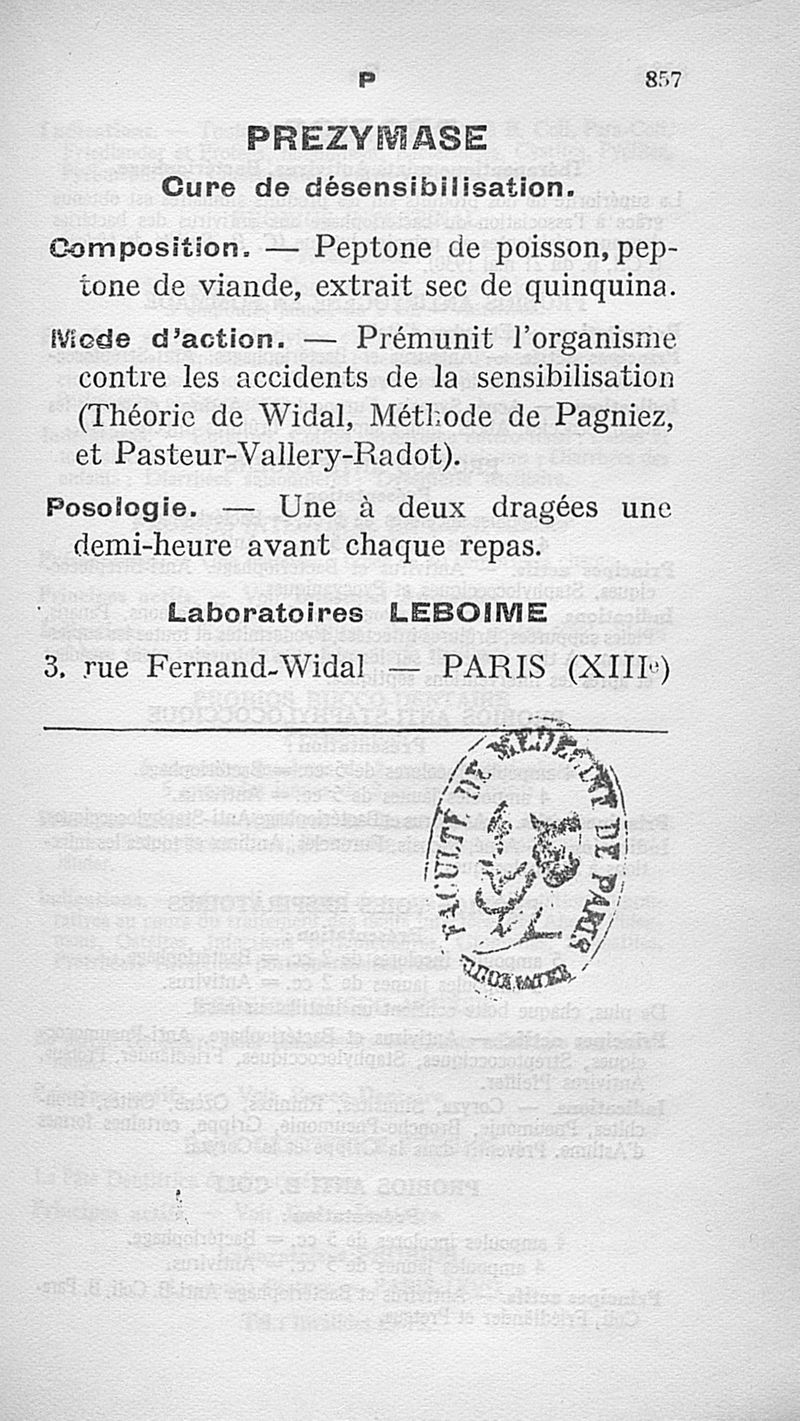 P 857
PREZYMASE
Cure de désensibilisation.
Composition. — Peptone de poisson, pep-
tone de viande, extrait sec de quinquina.
Mode d'action. — Prémunit l'organisme
contre les accidents de la sensibilisation
(Théorie de Widal, Méthode de Pagniez,
et Pasteur-Vallery-Radot).
Posologie. — Une à deux dragées une
demi-heure avant chaque repas.
Laboratoires LEBOIME
3, rue Fernand-Widal — PARIS (XIIIe)
FACULTÉ DE MEDECINE DE PARIS